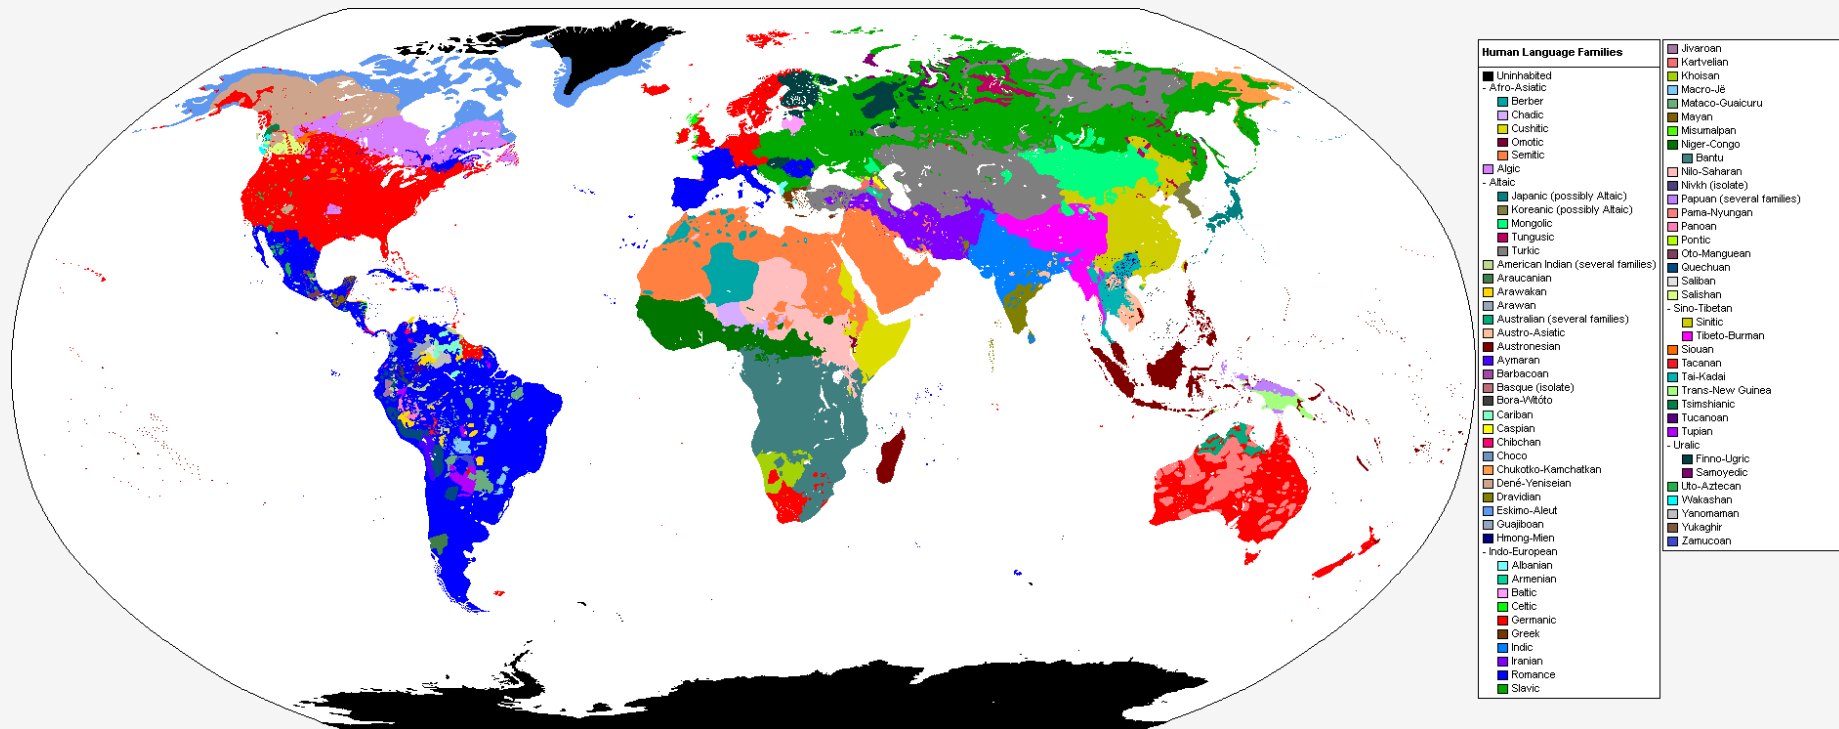 Human Language Families
Uninhabited
- Afro-Asiatic
Berber
Chadic
Cushitic
Omotic
Semitic
Algic
- Altaic
Japanic (possibly Altaic)
Koreanic (possibly Altaic)
Mongolic
Tungusic
Turkic
American Indian (several families)
Araucanian
Arawakan
Arawan
Australian (several families)
Austro-Asiatic
Austronesian
Aymaran
Barbacoan
Basque (isolate)
Bora-Witóto
Cariban
Caspian
Chibchan
Choco
Chukotko-Kamchatkan
Dené-Yeniseian
Dravidian
Eskimo-Aleut
Guajiboan
Hmong-Mien
- Indo-European
Albanian
Armenian
Baltic
Celtic
Germanic
Greek
Indic
Iranian
Romance
Slavic
Jivaroan
Kartvelian
Khoisan
Macro-Jë
Mataco-Guaicuru
Mayan
Misumalpan
Niger-Congo
Bantu
Nilo-Saharan
Nivkh (isolate)
Papuan (several families)
Pama-Nyungan
Panoan
Pontic
Oto-Manguean
Quechuan
Saliban
Salishan
- Sino-Tibetan
Sinitic
Tibeto-Burman
Siouan
Tacanan
Tai-Kadai
Trans-New Guinea
Tsimshianic
Tucanoan
Tupian
- Uralic
Finno-Ugric
Samoyedic
Uto-Aztecan
Wakashan
Yanomaman
Yukaghir
Zamucoan